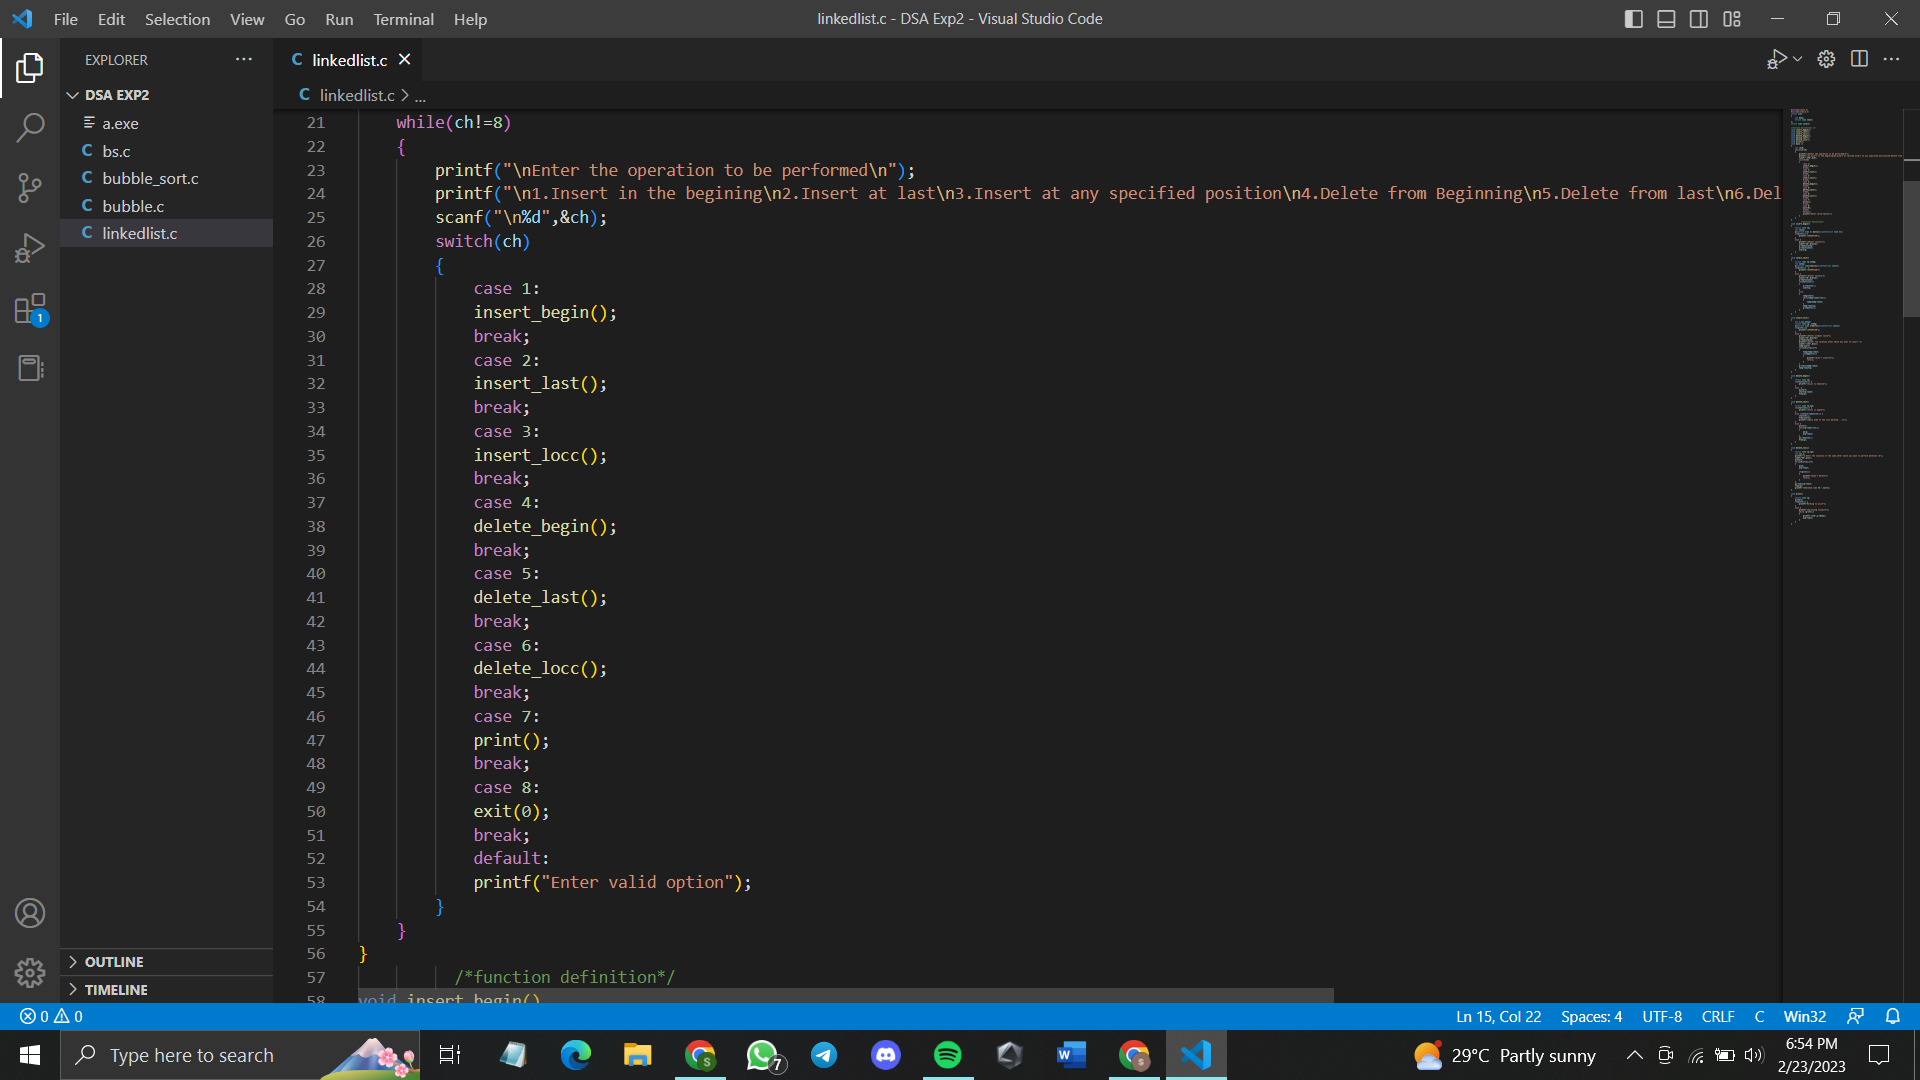 File Edit Selection View Go Run Terminal Help
linkedlist.c - DSA Exp2 - Visual Studio Code
EXPLORER
DSA EXP2
a.exe
C bs.c
C bubble_sort.c
C bubble.c
C linkedlist.c
OUTLINE
TIMELINE
1
C linkedlist.c
C linkedlist.c > ...
21 while(ch!=8)
22 {
23 printf("\nEnter the operation to be performed\n");
24 printf("\n1.Insert in the begining\n2.Insert at last\n3.Insert at any specified position\n4.Delete from Beginning\n5.Delete from last\n6.Del
25 scanf("\n%d",&ch);
26 switch(ch)
27 {
28 case 1:
29 insert_begin();
30 break;
31 case 2:
32 insert_last();
33 break;
34 case 3:
35 insert_locc();
36 break;
37 case 4:
38 delete_begin();
39 break;
40 case 5:
41 delete_last();
42 break;
43 case 6:
44 delete_locc();
45 break;
46 case 7:
47 print();
48 break;
49 case 8:
50 exit(0);
51 break;
52 default:
53 printf("Enter valid option");
54 }
55 }
56 }
57 /*function definition*/
58 void insert_begin()
0 0
Ln 15, Col 22 Spaces: 4 UTF-8 CRLF C Win32
Type here to search
S
7
W
S
29°C Partly sunny
6:54 PM
2/23/2023